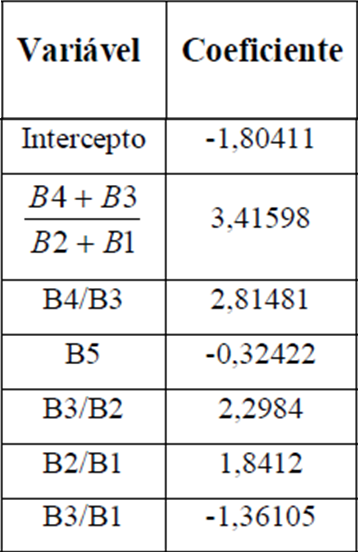 Variável Coeficiente
Intercepto -1,80411
B4 + B3
B2 + B1
3,41598
B4/B3 2,81481
B5 -0,32422
B3/B2 2,2984
B2/B1 1,8412
B3/B1 -1,36105